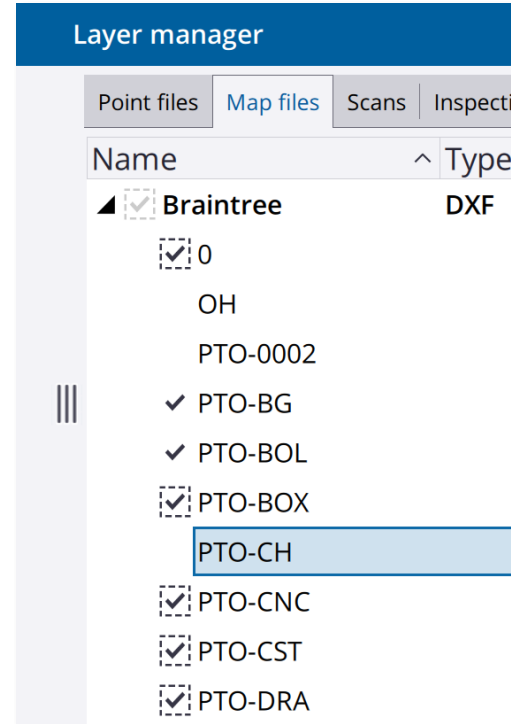 Layer manager
Point files Map files Scans Inspecti
Name Type
Braintree DXF
0
OH
PTO-0002
PTO-BG
PTO-BOL
PTO-BOX
PTO-CH
PTO-CNC
PTO-CST
PTO-DRA